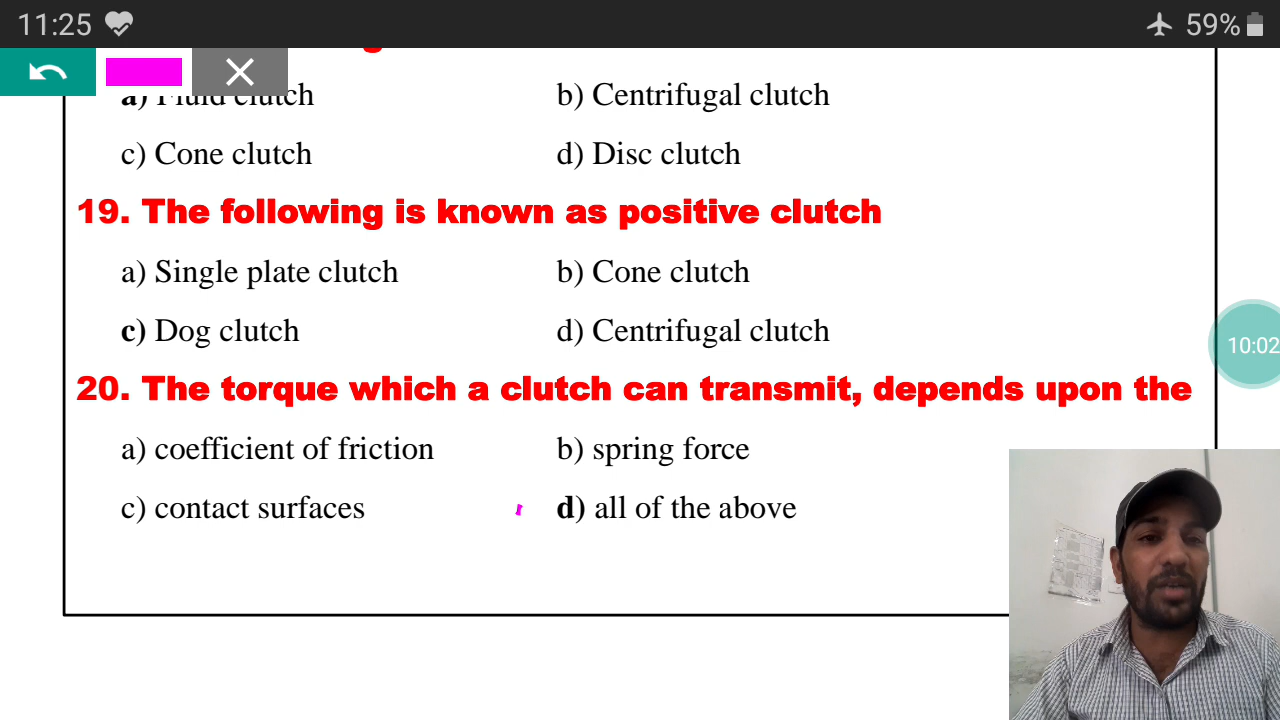 11:25 59%
a) Fluid clutch b) Centrifugal clutch
c) Cone clutch d) Disc clutch
19. The following is known as positive clutch
a) Single plate clutch b) Cone clutch
c) Dog clutch d) Centrifugal clutch
10:02
20. The torque which a clutch can transmit, depends upon the
a) coefficient of friction b) spring force
c) contact surfaces d) all of the above